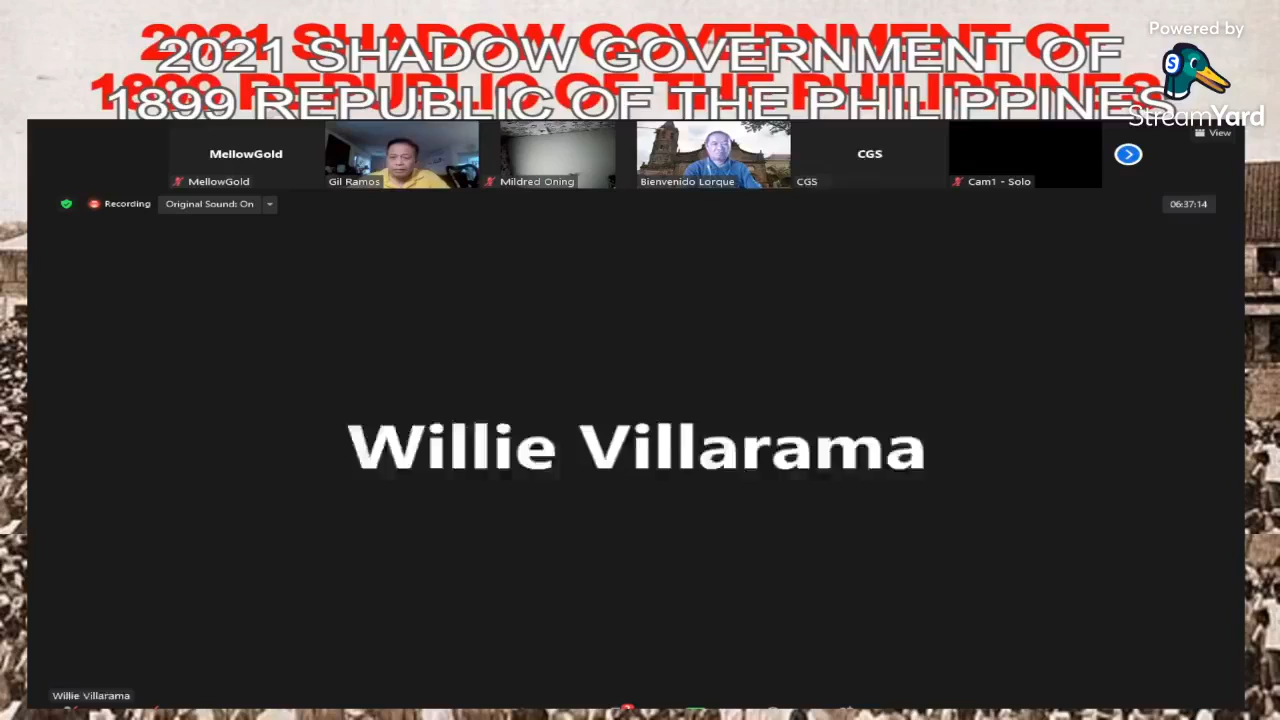 2021 SHADOW GOVERNMENT OF
1899 REPUBLIC OF THE PHILIPPINES
Powered by
StreamYard
View
MellowGold
MellowGold
Gil Ramos
Mildred Oning
Bienvenido Lorque
CGS
CGS
Cam1 - Solo
Recording
Original Sound: On
06:37:14
Willie Villarama
Willie Villarama